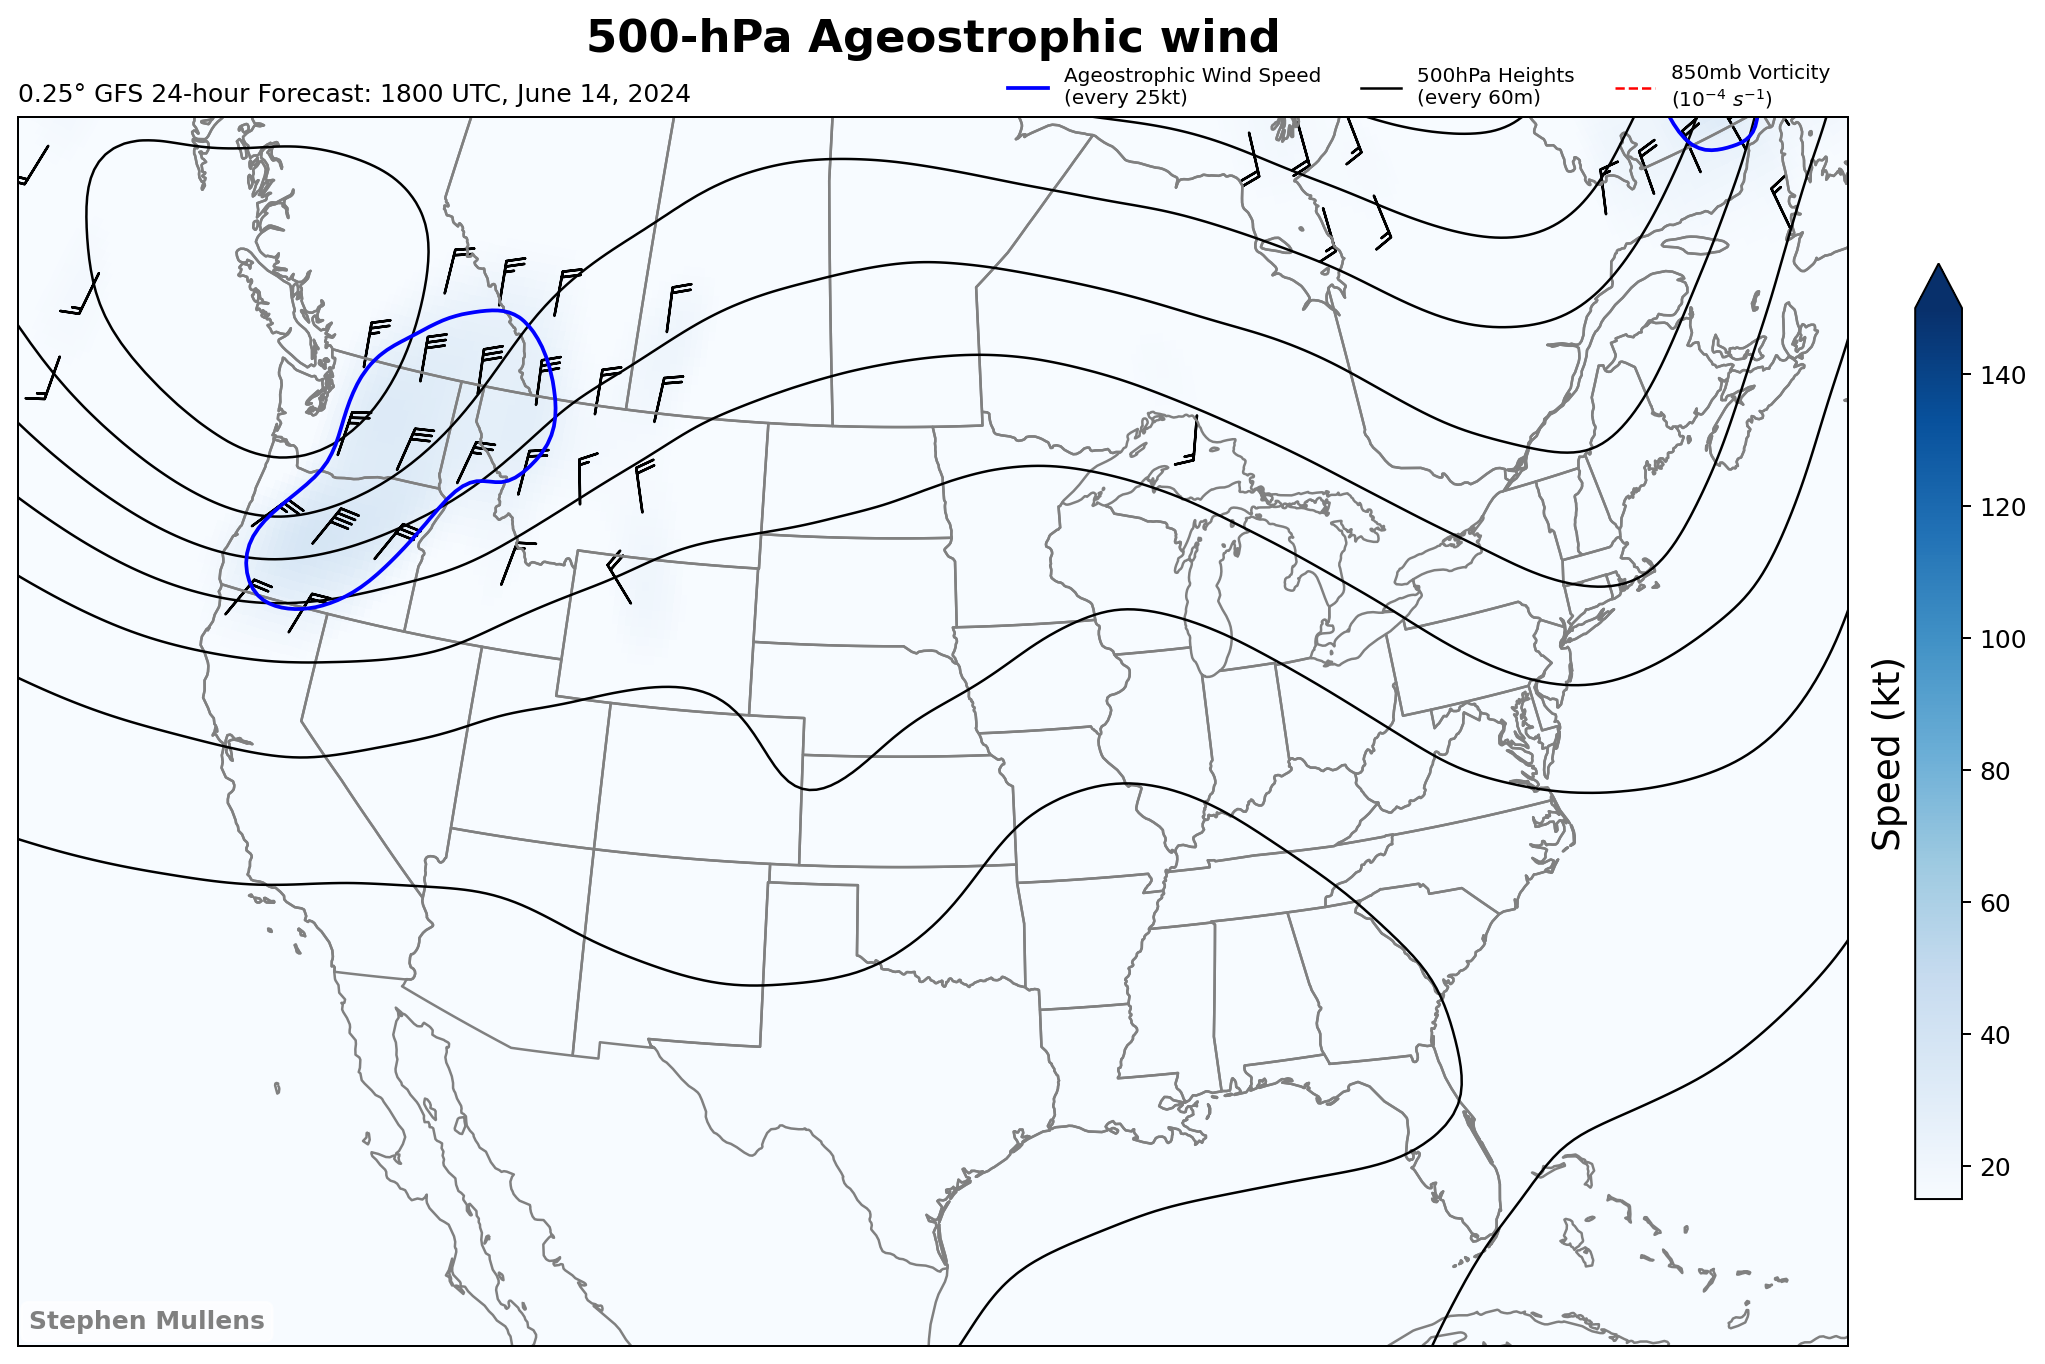 500-hPa Ageostrophic wind
0.25° GFS 24-hour Forecast: 1800 UTC, June 14, 2024
Ageostrophic Wind Speed
(every 25kt)
500hPa Heights
(every 60m)
850mb Vorticity
(10⁻⁴ s⁻¹)
140
120
100
80
60
40
20
Speed (kt)
Stephen Mullens